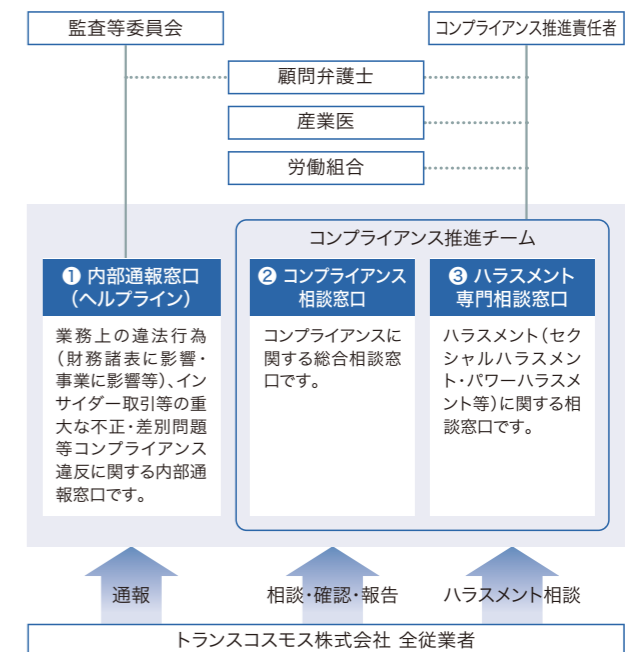 監査等委員会
コンプライアンス推進責任者
顧問弁護士
産業医
労働組合
コンプライアンス推進チーム
❶ 内部通報窓口
（ヘルプライン）
業務上の違法行為
（財務諸表に影響・
事業に影響等）、イン
サイダー取引等の重
大な不正・差別問題
等コンプライアンス
違反に関する内部通
報窓口です。
❷ コンプライアンス
相談窓口
コンプライアンスに
関する総合相談窓
口です。
❸ ハラスメント
専門相談窓口
ハラスメント（セク
シャルハラスメン
ト・パワーハラスメ
ント等）に関する相
談窓口です。
通報
相談・確認・報告
ハラスメント相談
トランスコスモス株式会社 全従業者